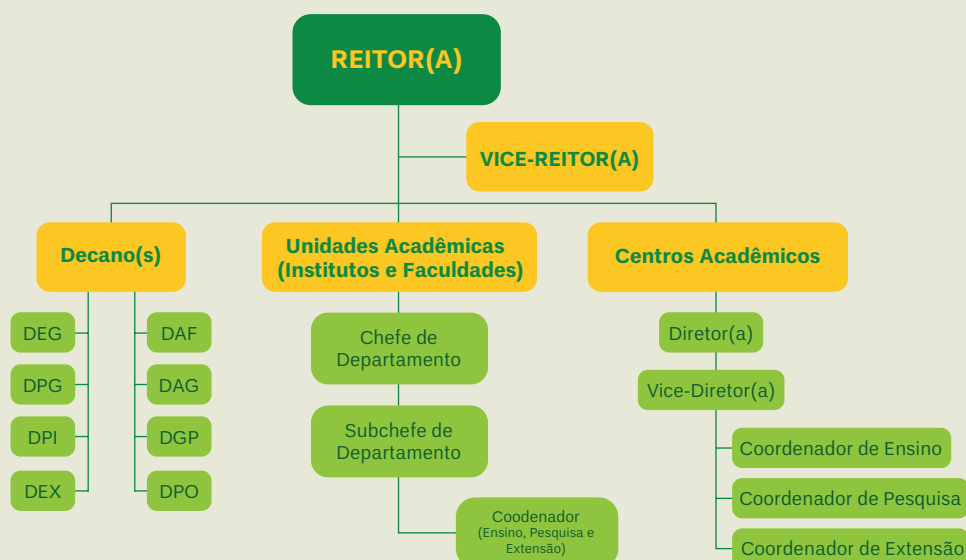 REITOR(A)
VICE-REITOR(A)
Decano(s)
DEG
DAF
DPG
DAG
DPI
DGP
DEX
DPO
Unidades Acadêmicas
(Institutos e Faculdades)
Chefe de
Departamento
Subchefe de
Departamento
Coodenador
(Ensino, Pesquisa e
Extensão)
Centros Acadêmicos
Diretor(a)
Vice-Diretor(a)
Coordenador de Ensino
Coordenador de Pesquisa
Coordenador de Extensão